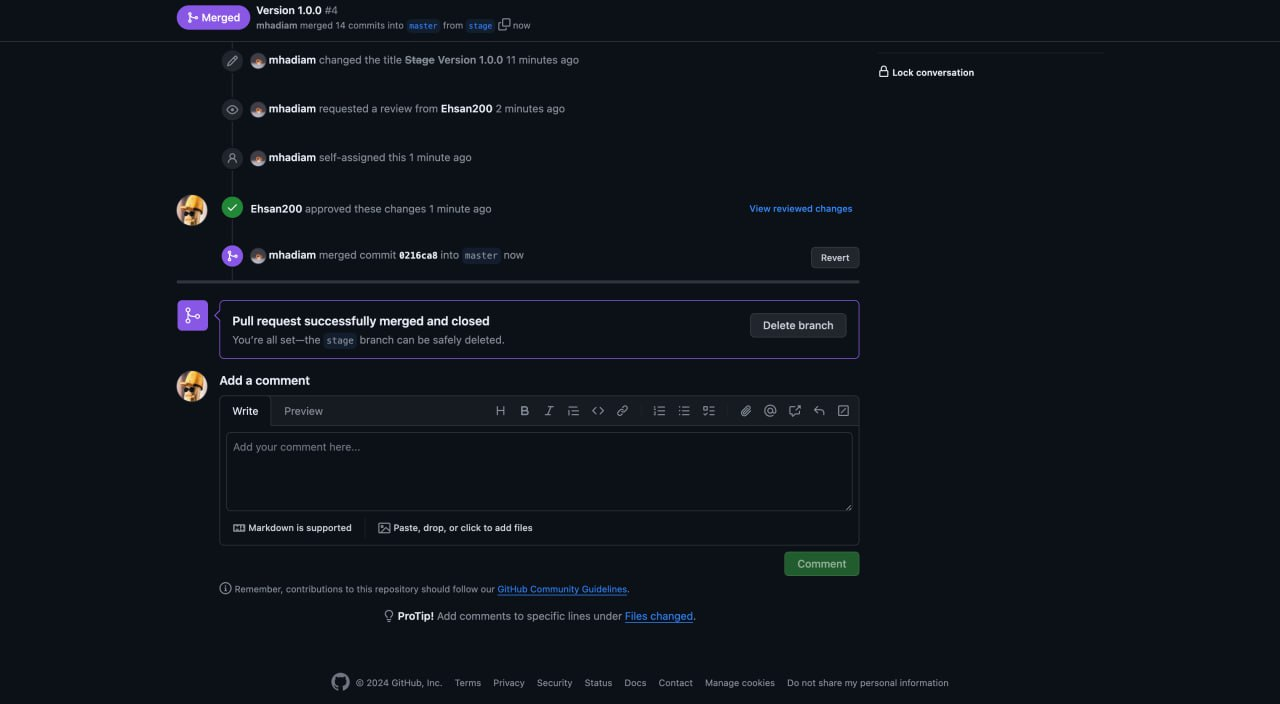 Merged
Version 1.0.0 #4
mhadiam merged 14 commits into master from stage now
mhadiam changed the title Stage Version 1.0.0 11 minutes ago
Lock conversation
mhadiam requested a review from Ehsan200 2 minutes ago
mhadiam self-assigned this 1 minute ago
Ehsan200 approved these changes 1 minute ago
View reviewed changes
mhadiam merged commit 0216ca8 into master now
Revert
Pull request successfully merged and closed
You're all set—the stage branch can be safely deleted.
Delete branch
Add a comment
Write Preview
Add your comment here...
Markdown is supported
Paste, drop, or click to add files
Comment
Remember, contributions to this repository should follow our GitHub Community Guidelines.
ProTip! Add comments to specific lines under Files changed.
© 2024 GitHub, Inc. Terms Privacy Security Status Docs Contact Manage cookies Do not share my personal information